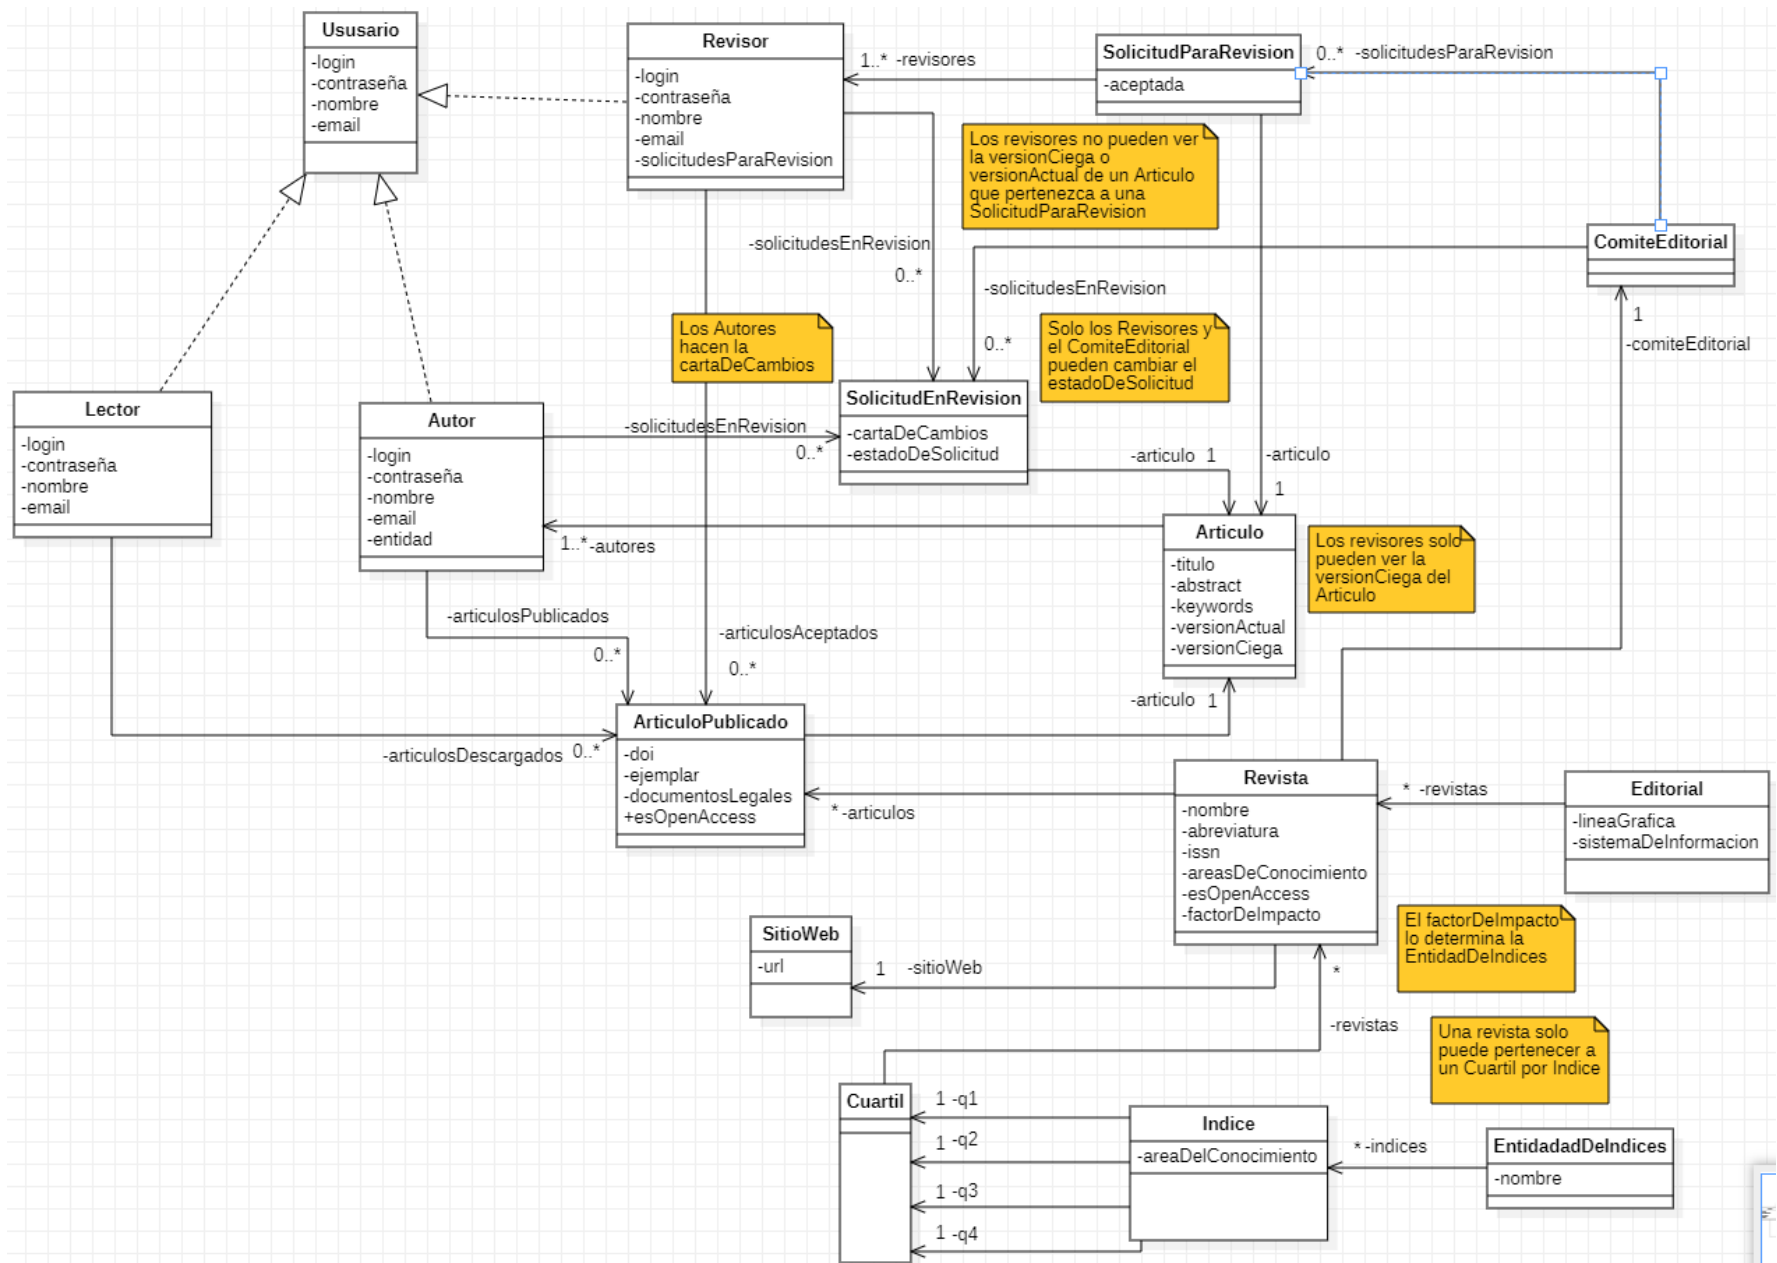 Ususario
-login
-contraseña
-nombre
-email
Revisor
-login
-contraseña
-nombre
-email
-solicitudesParaRevision
1..* -revisores
SolicitudParaRevision
-aceptada
0..* -solicitudesParaRevision
Los revisores no pueden ver
la versionCiega o
versionActual de un Articulo
que pertenezca a una
SolicitudParaRevision
ComiteEditorial
-solicitudesEnRevision
0..*
-solicitudesEnRevision
0..*
1
-comiteEditorial
Los Autores
hacen la
cartaDeCambios
Solo los Revisores y
el ComiteEditorial
pueden cambiar el
estadoDeSolicitud
Lector
-login
-contraseña
-nombre
-email
Autor
-login
-contraseña
-nombre
-email
-entidad
-solicitudesEnRevision
0..*
SolicitudEnRevision
-cartaDeCambios
-estadoDeSolicitud
-articulo 1
-articulo
1
1..* -autores
Articulo
-titulo
-abstract
-keywords
-versionActual
-versionCiega
Los revisores solo
pueden ver la
versionCiega del
Articulo
-articulosPublicados
0..*
-articulosAceptados
0..*
-articulo 1
-articulosDescargados 0..*
ArticuloPublicado
-doi
-ejemplar
-documentosLegales
+esOpenAccess
* -articulos
Revista
-nombre
-abreviatura
-issn
-areasDeConocimiento
-esOpenAccess
-factorDeImpacto
* -revistas
Editorial
-lineaGrafica
-sistemaDeInformacion
El factorDeImpacto
lo determina la
EntidadDeIndices
SitioWeb
-url
1 -sitioWeb
*
-revistas
Una revista solo
puede pertenecer a
un Cuartil por Indice
Cuartil
1 -q1
1 -q2
1 -q3
1 -q4
Indice
-areaDelConocimiento
* -indices
EntidadadDeIndices
-nombre